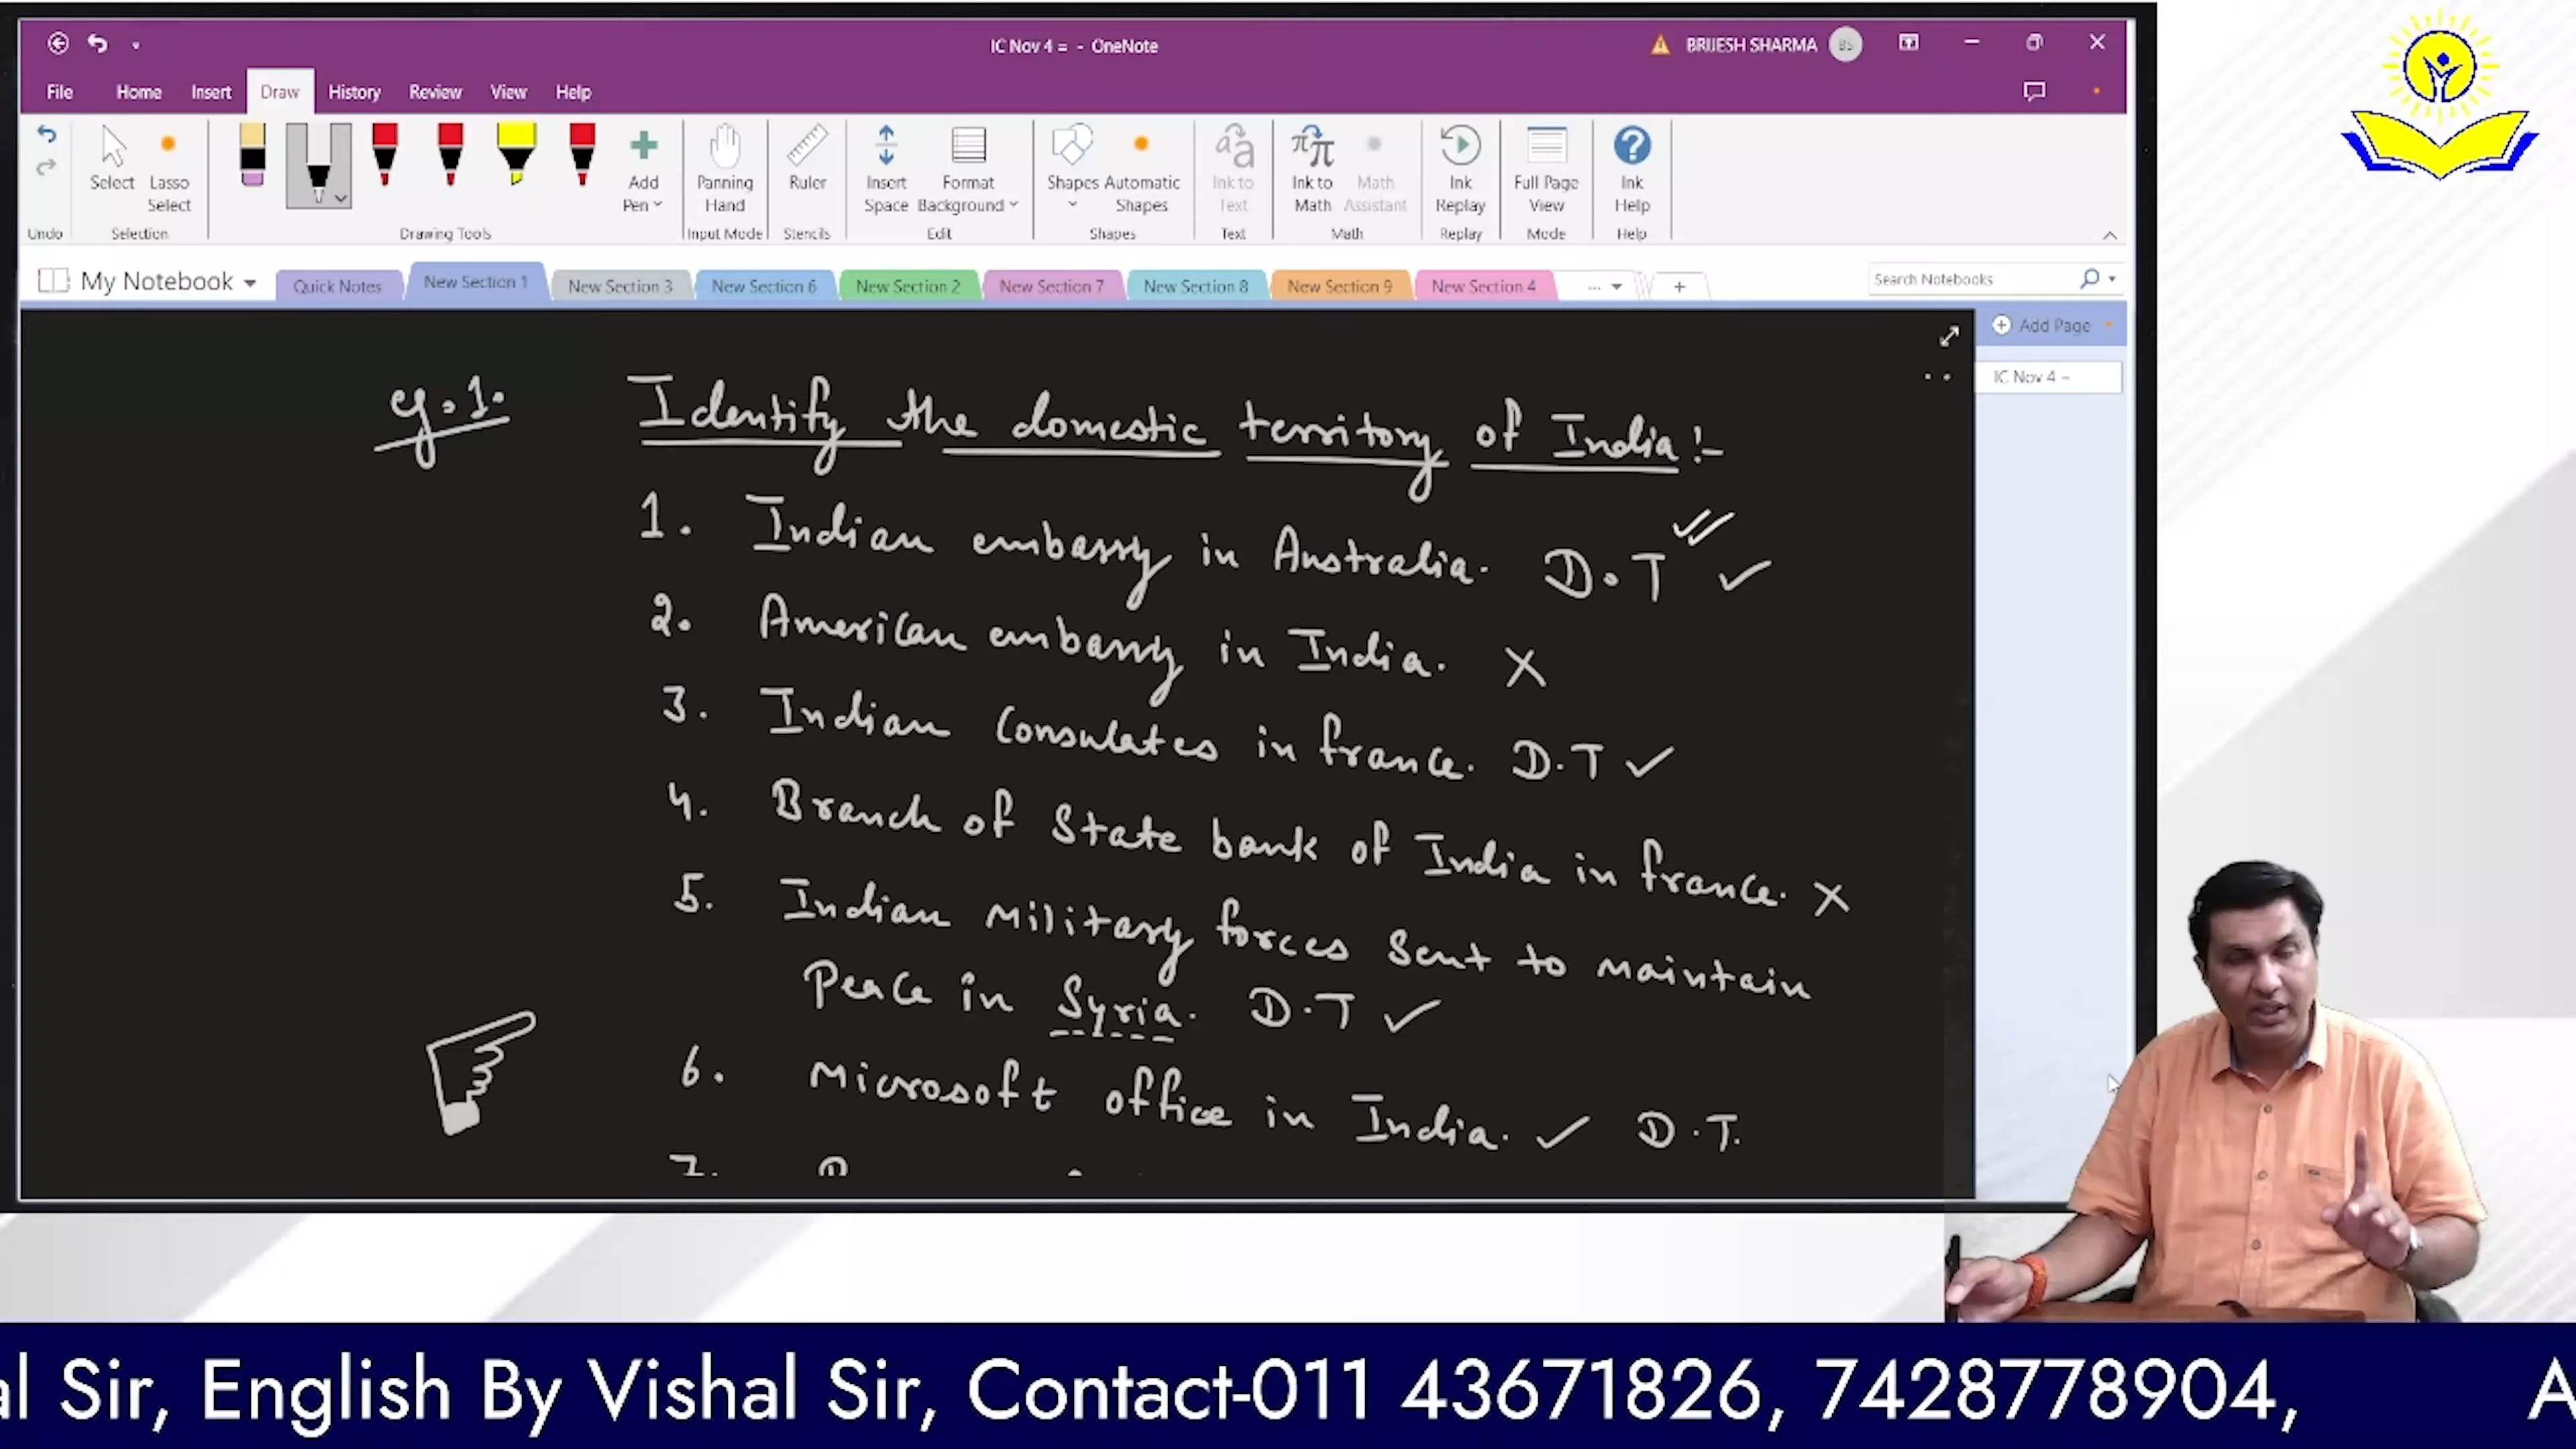 IC Nov 4 = - OneNote
BRIJESH SHARMA BS
File Home Insert Draw History Review View Help
Select Lasso Select Add Pen Panning Hand Ruler Insert Space Format Background Shapes Automatic Shapes Ink to Text Ink to Math Math Assistant Ink Replay Full Page View Ink Help
Undo Selection Drawing Tools Input Mode Stencils Edit Shapes Text Math Replay Mode Help
My Notebook Quick Notes New Section 1 New Section 3 New Section 6 New Section 2 New Section 7 New Section 8 New Section 9 New Section 4 ... + Search Notebooks
Add Page
IC Nov 4 =
eg.1. Identify the domestic territory of India:-
1. Indian embassy in Australia. D.T ✓✓ ✓
2. American embassy in India. X
3. Indian Consulates in france. D.T ✓
4. Branch of State bank of India in france. X
5. Indian Military forces Sent to Maintain
Peace in Syria. D.T ✓
6. Microsoft office in India. ✓ D.T.
7.
al Sir, English By Vishal Sir, Contact-011 43671826, 7428778904, A